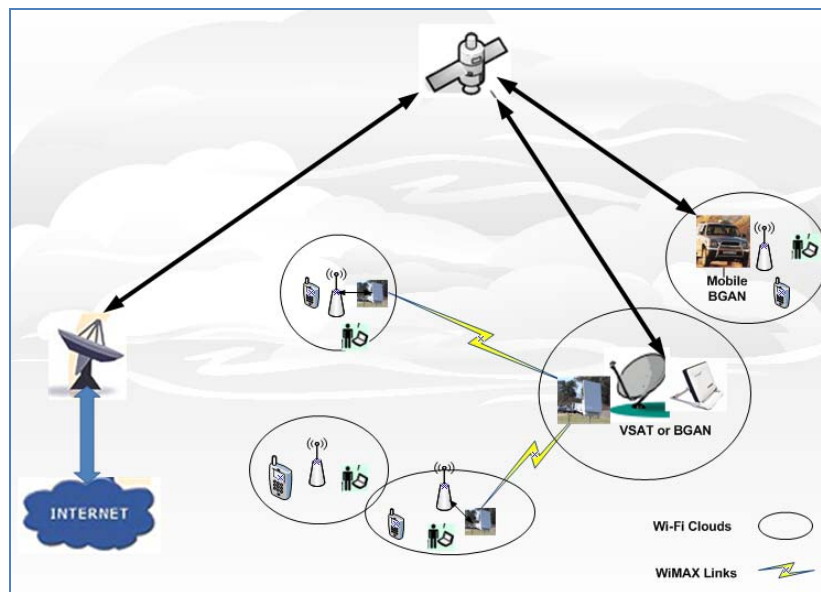 Mobile
BGAN
VSAT or BGAN
INTERNET
Wi-Fi Clouds
WiMAX Links